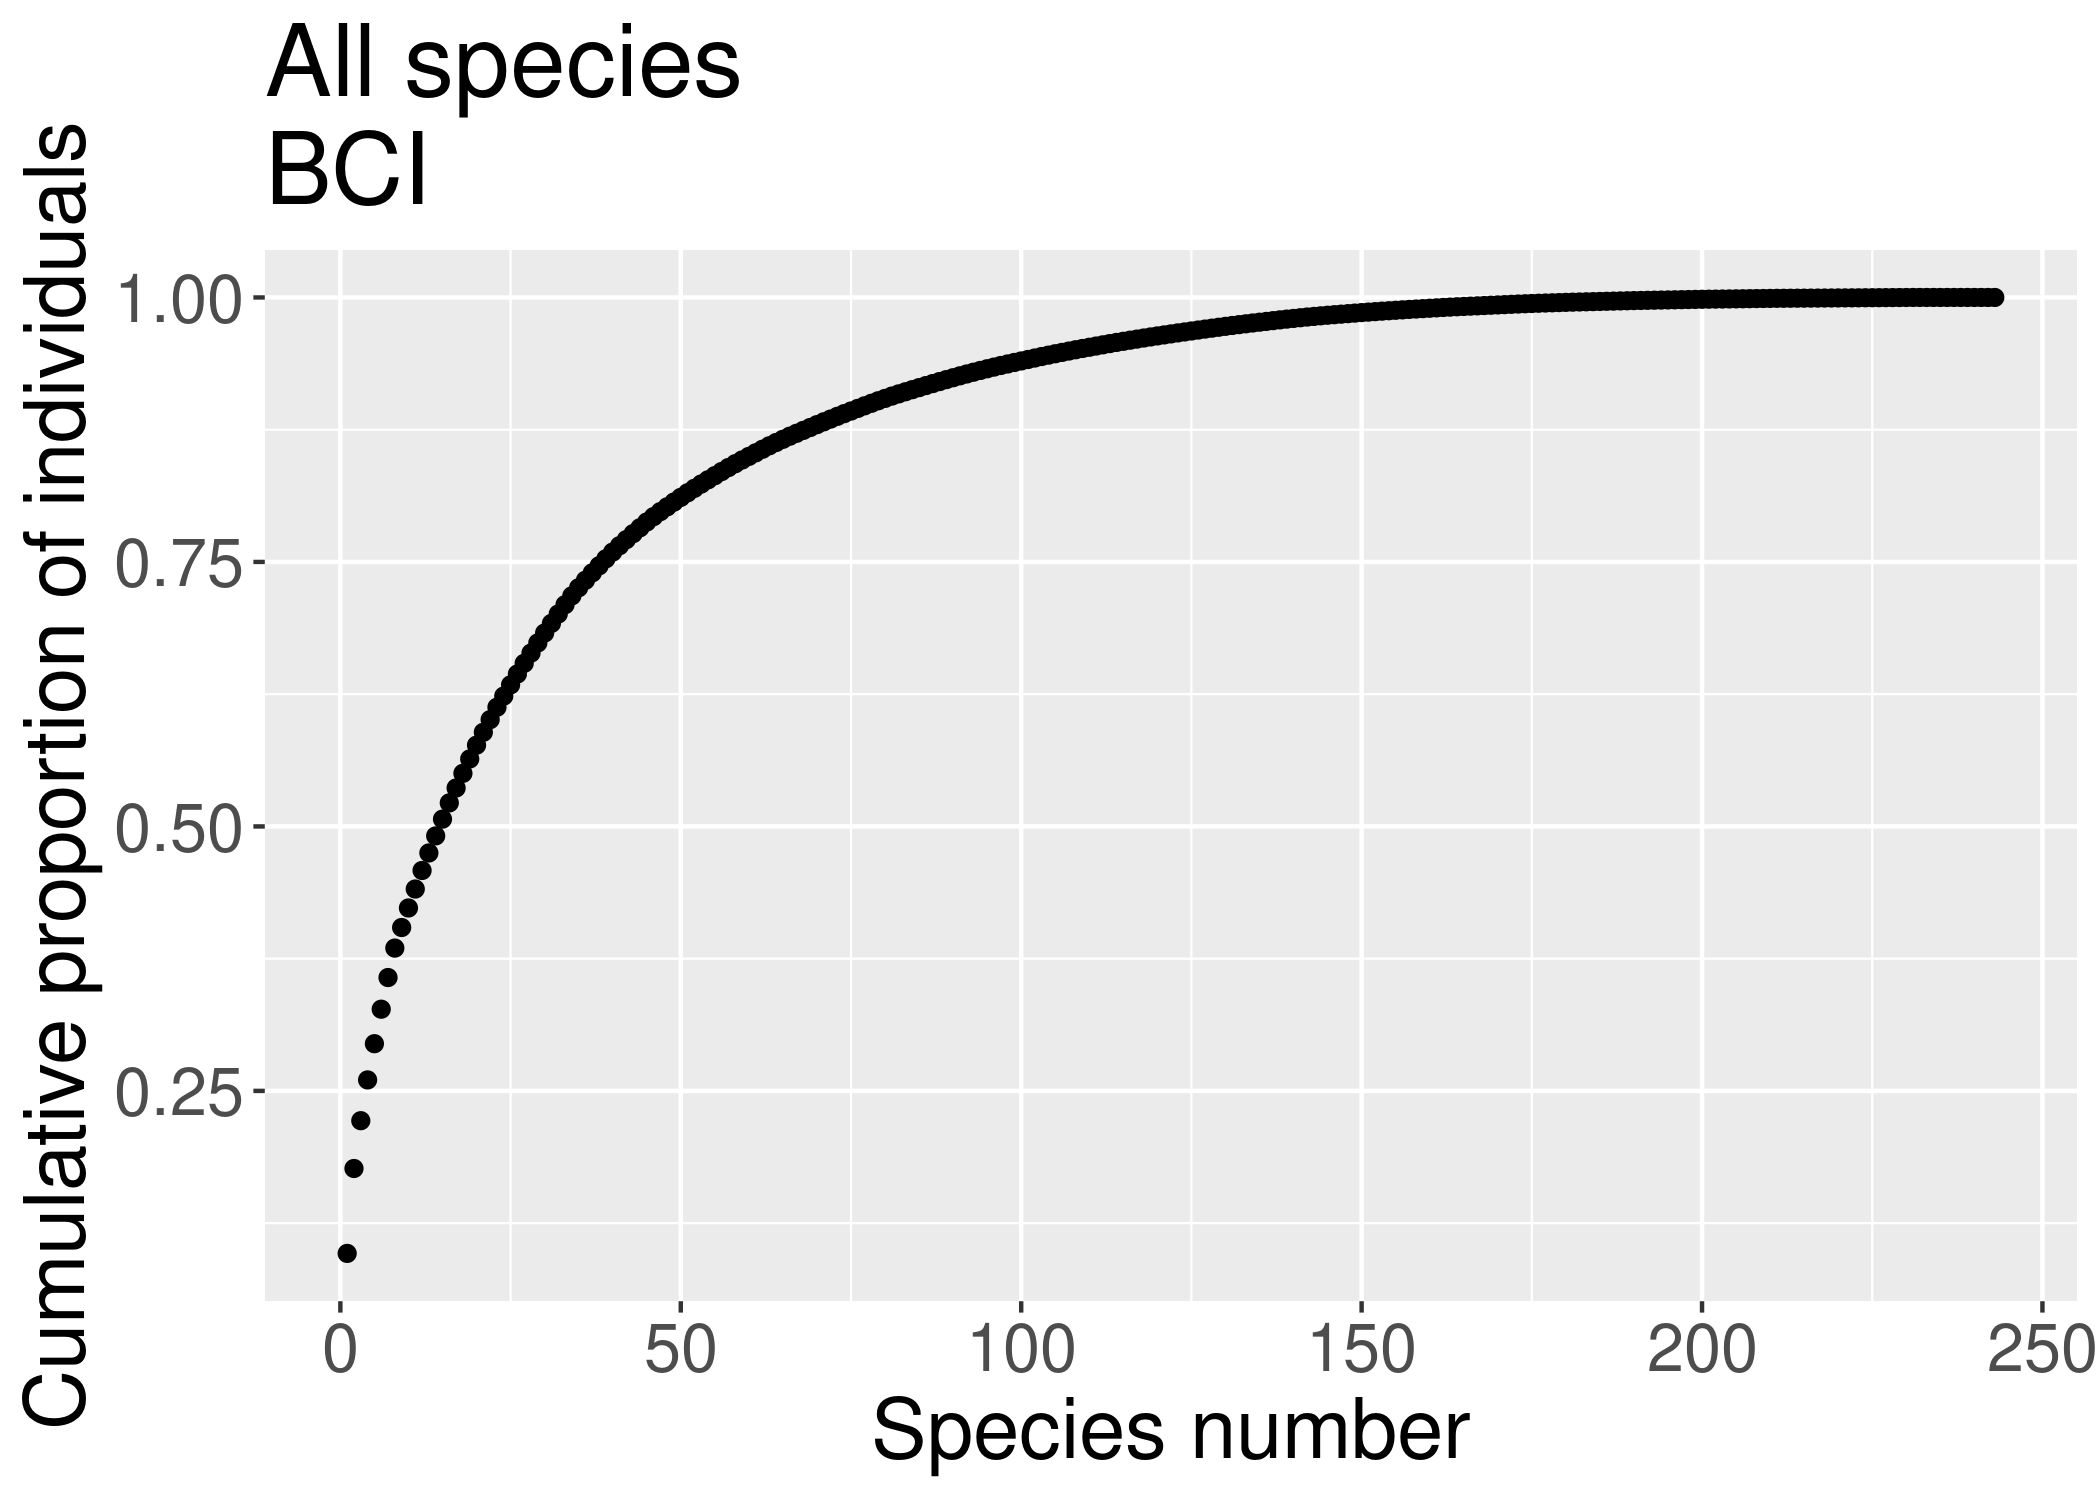 All species
BCI
Cumulative proportion of individuals
1.00
0.75
0.50
0.25
0 50 100 150 200 250
Species number